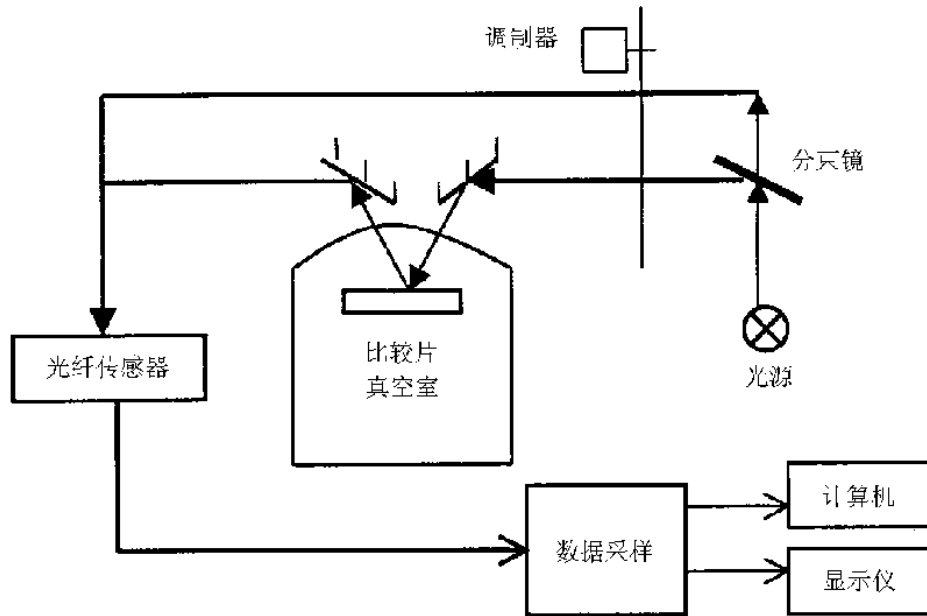 调制器
分束镜
光纤传感器
比较片
真空室
光源
数据采样
计算机
显示仪